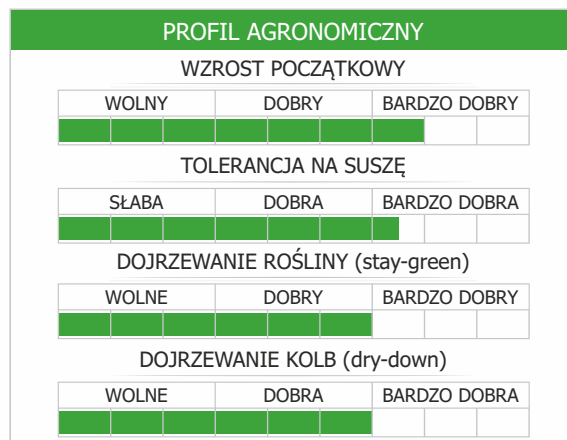 PROFIL AGRONOMICZNY
WZROST POCZĄTKOWY
WOLNY DOBRY BARDZO DOBRY
TOLERANCJA NA SUSZĘ
SŁABA DOBRA BARDZO DOBRA
DOJRZEWANIE ROŚLINY (stay-green)
WOLNE DOBRY BARDZO DOBRY
DOJRZEWANIE KOLB (dry-down)
WOLNE DOBRA BARDZO DOBRA